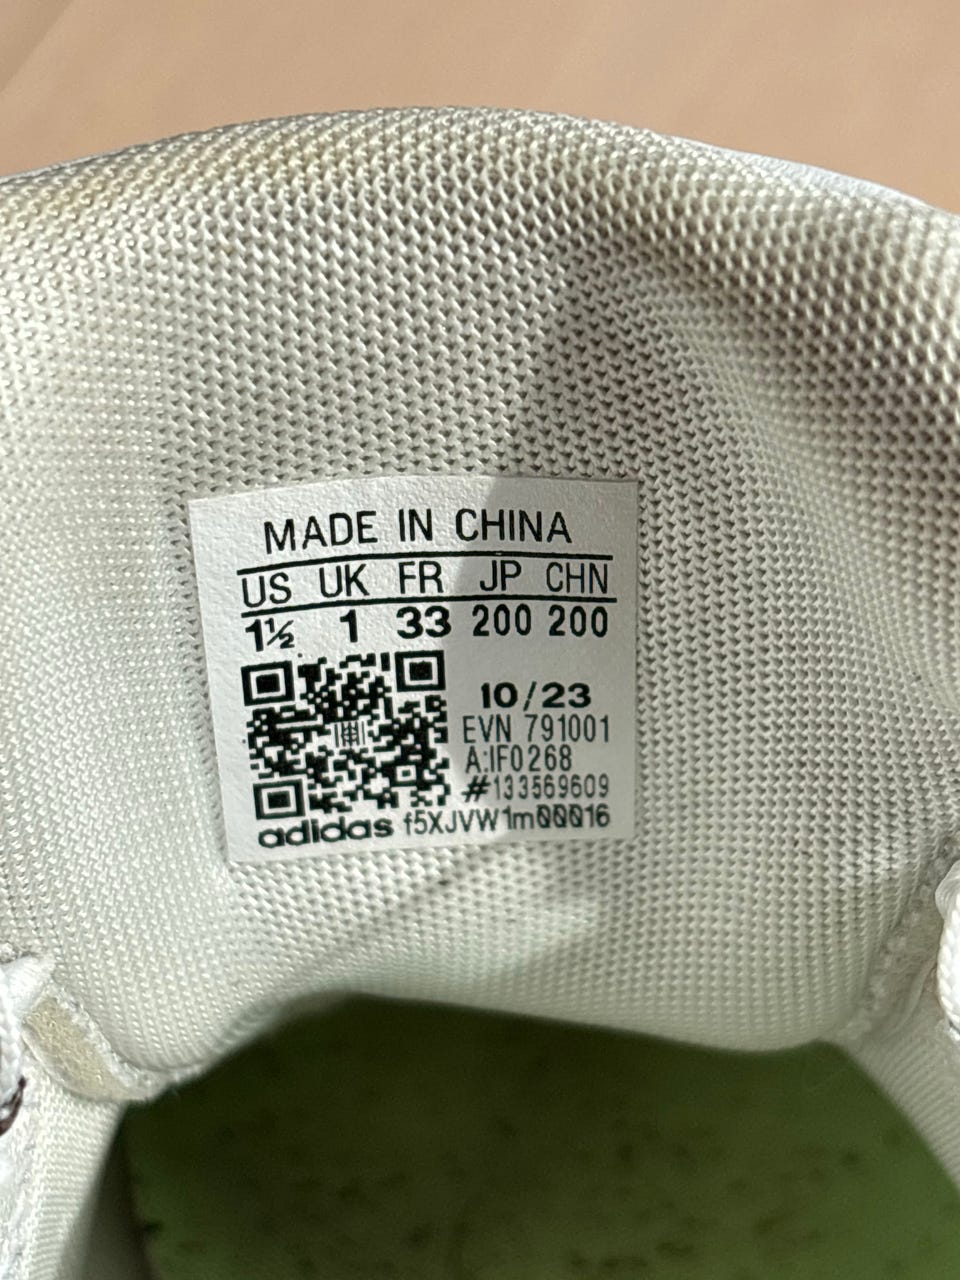 MADE IN CHINA
US UK FR JP CHN
1½ 1 33 200 200
10/23
EVN 791001
A:IF0268
#133569609
adidas f5XJVW1m00016